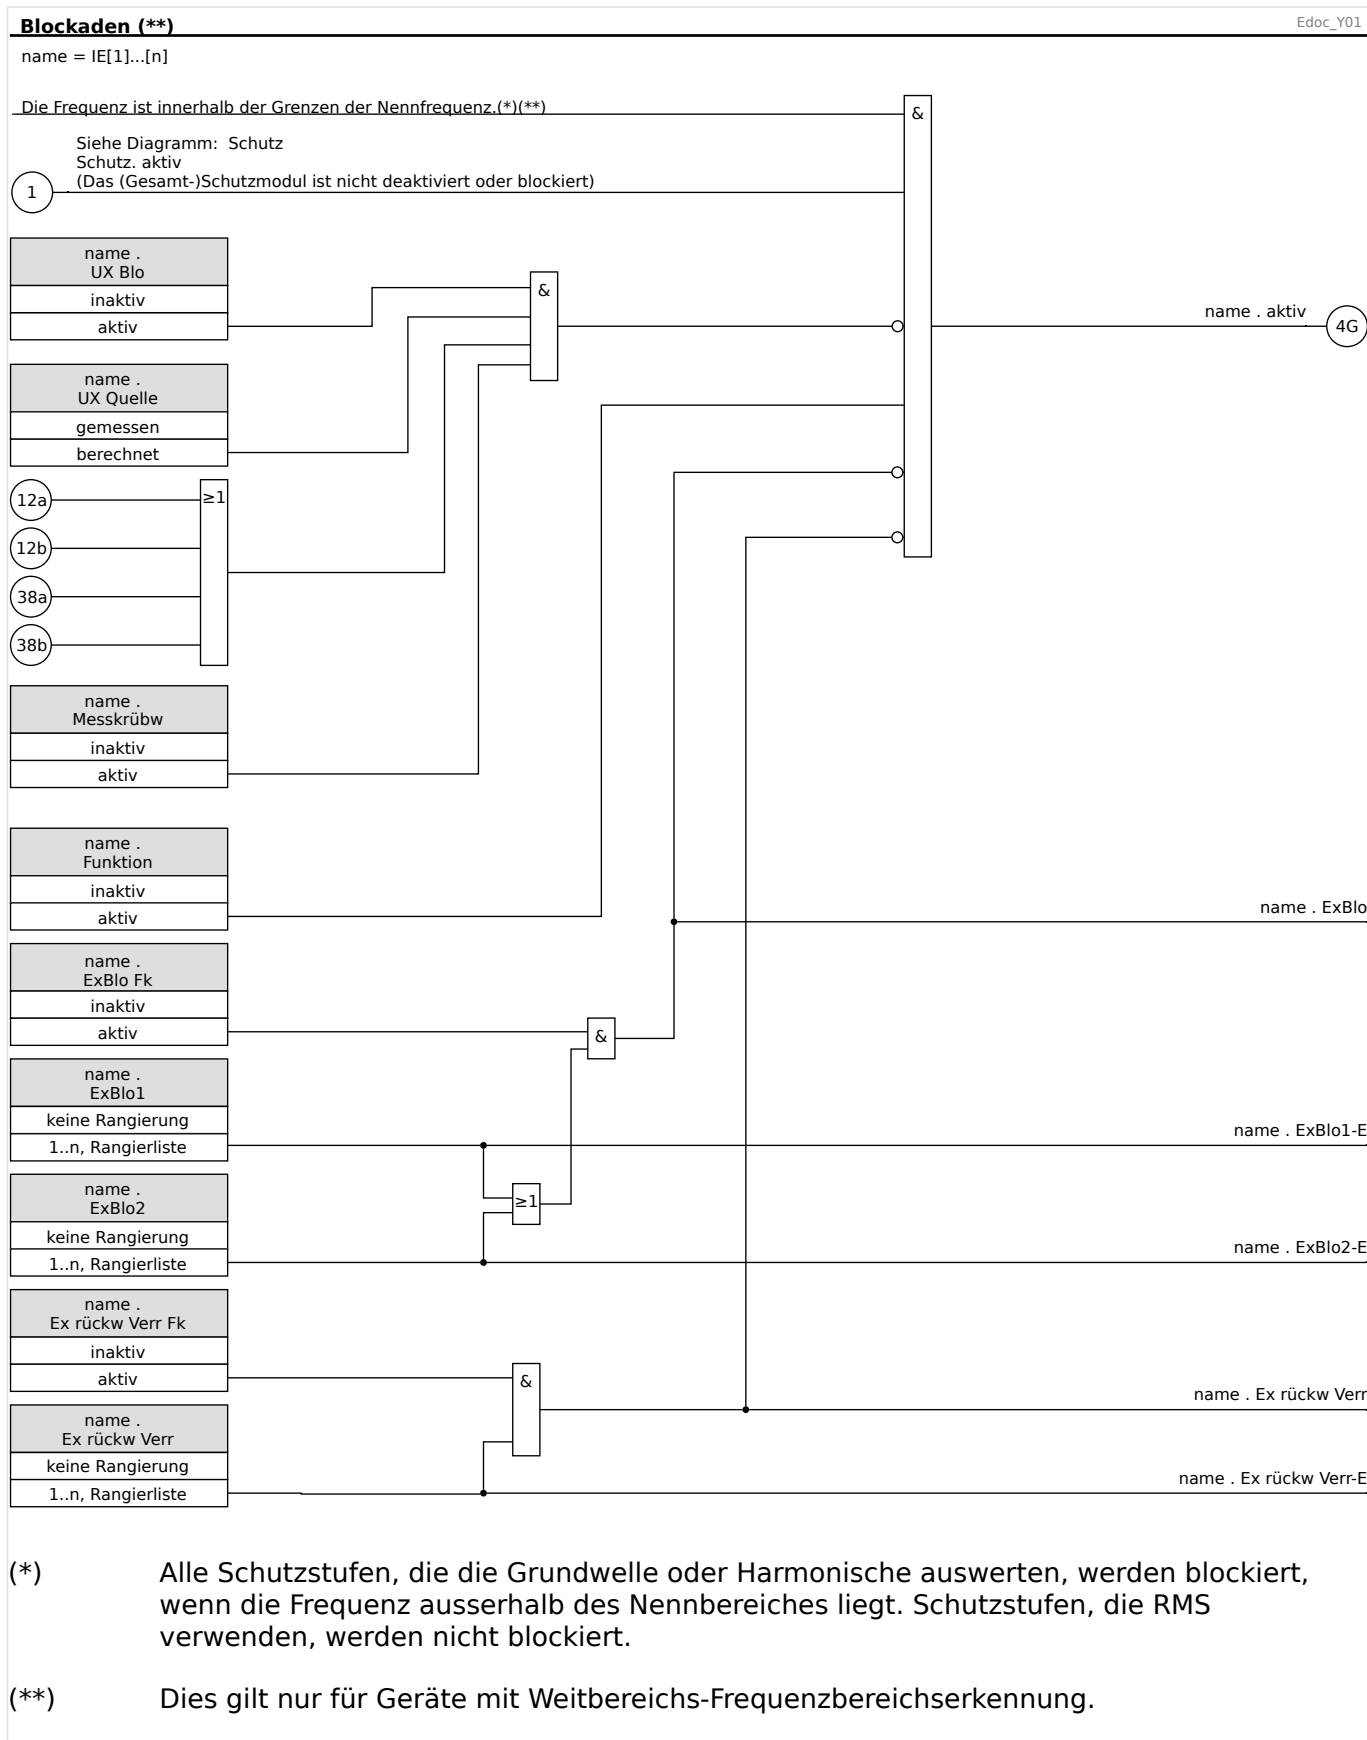 Blockaden (**)
Edoc_Y01
name = IE[1]...[n]
Die Frequenz ist innerhalb der Grenzen der Nennfrequenz.(*)(**)
&
Siehe Diagramm:  Schutz
Schutz. aktiv
(Das (Gesamt-)Schutzmodul ist nicht deaktiviert oder blockiert)
1
name .
UX Blo
inaktiv
aktiv
&
name . aktiv
4G
name .
UX Quelle
gemessen
berechnet
12a
≥1
12b
38a
38b
name .
Messkrübw
inaktiv
aktiv
name .
Funktion
inaktiv
aktiv
name . ExBlo
name .
ExBlo Fk
inaktiv
aktiv
&
name .
ExBlo1
keine Rangierung
1..n, Rangierliste
name . ExBlo1-E
name .
ExBlo2
≥1
keine Rangierung
1..n, Rangierliste
name . ExBlo2-E
name .
Ex rückw Verr Fk
inaktiv
aktiv
&
name . Ex rückw Verr
name .
Ex rückw Verr
keine Rangierung
1..n, Rangierliste
name . Ex rückw Verr-E
(*) Alle Schutzstufen, die die Grundwelle oder Harmonische auswerten, werden blockiert,
wenn die Frequenz ausserhalb des Nennbereiches liegt. Schutzstufen, die RMS
verwenden, werden nicht blockiert.
(**) Dies gilt nur für Geräte mit Weitbereichs-Frequenzbereichserkennung.